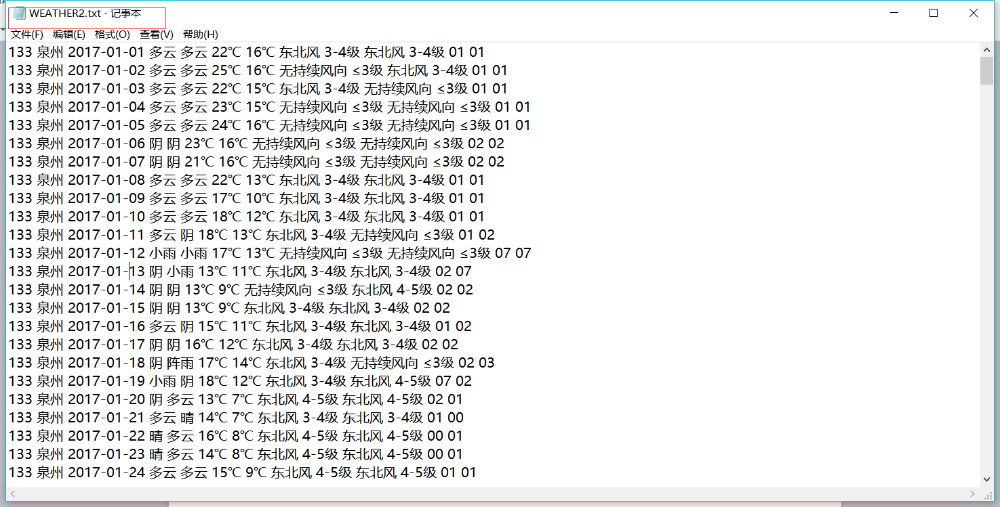 WEATHER2.txt - 记事本
文件(F) 编辑(E) 格式(O) 查看(V) 帮助(H)
133 泉州 2017-01-01 多云 多云 22℃ 16℃ 东北风 3-4级 东北风 3-4级 01 01
133 泉州 2017-01-02 多云 多云 25℃ 16℃ 无持续风向 ≤3级 东北风 3-4级 01 01
133 泉州 2017-01-03 多云 多云 22℃ 15℃ 东北风 3-4级 无持续风向 ≤3级 01 01
133 泉州 2017-01-04 多云 多云 23℃ 15℃ 无持续风向 ≤3级 无持续风向 ≤3级 01 01
133 泉州 2017-01-05 多云 多云 24℃ 16℃ 无持续风向 ≤3级 无持续风向 ≤3级 01 01
133 泉州 2017-01-06 阴 阴 23℃ 16℃ 无持续风向 ≤3级 无持续风向 ≤3级 02 02
133 泉州 2017-01-07 阴 阴 21℃ 16℃ 无持续风向 ≤3级 无持续风向 ≤3级 02 02
133 泉州 2017-01-08 多云 多云 22℃ 13℃ 东北风 3-4级 东北风 3-4级 01 01
133 泉州 2017-01-09 多云 多云 17℃ 10℃ 东北风 3-4级 东北风 3-4级 01 01
133 泉州 2017-01-10 多云 多云 18℃ 12℃ 东北风 3-4级 东北风 3-4级 01 01
133 泉州 2017-01-11 多云 阴 18℃ 13℃ 东北风 3-4级 无持续风向 ≤3级 01 02
133 泉州 2017-01-12 小雨 小雨 17℃ 13℃ 无持续风向 ≤3级 无持续风向 ≤3级 07 07
133 泉州 2017-01-13 阴 小雨 13℃ 11℃ 东北风 3-4级 东北风 3-4级 02 07
133 泉州 2017-01-14 阴 阴 13℃ 9℃ 无持续风向 ≤3级 东北风 4-5级 02 02
133 泉州 2017-01-15 阴 阴 13℃ 9℃ 东北风 3-4级 东北风 3-4级 02 02
133 泉州 2017-01-16 多云 阴 15℃ 11℃ 东北风 3-4级 东北风 3-4级 01 02
133 泉州 2017-01-17 阴 阴 16℃ 12℃ 东北风 3-4级 东北风 3-4级 02 02
133 泉州 2017-01-18 阴 阵雨 17℃ 14℃ 东北风 3-4级 无持续风向 ≤3级 02 03
133 泉州 2017-01-19 小雨 阴 18℃ 12℃ 东北风 3-4级 东北风 4-5级 07 02
133 泉州 2017-01-20 阴 多云 13℃ 7℃ 东北风 4-5级 东北风 4-5级 02 01
133 泉州 2017-01-21 多云 晴 14℃ 7℃ 东北风 3-4级 东北风 3-4级 01 00
133 泉州 2017-01-22 晴 多云 16℃ 8℃ 东北风 4-5级 东北风 4-5级 00 01
133 泉州 2017-01-23 晴 多云 14℃ 8℃ 东北风 4-5级 东北风 4-5级 00 01
133 泉州 2017-01-24 多云 多云 15℃ 9℃ 东北风 4-5级 东北风 4-5级 01 01